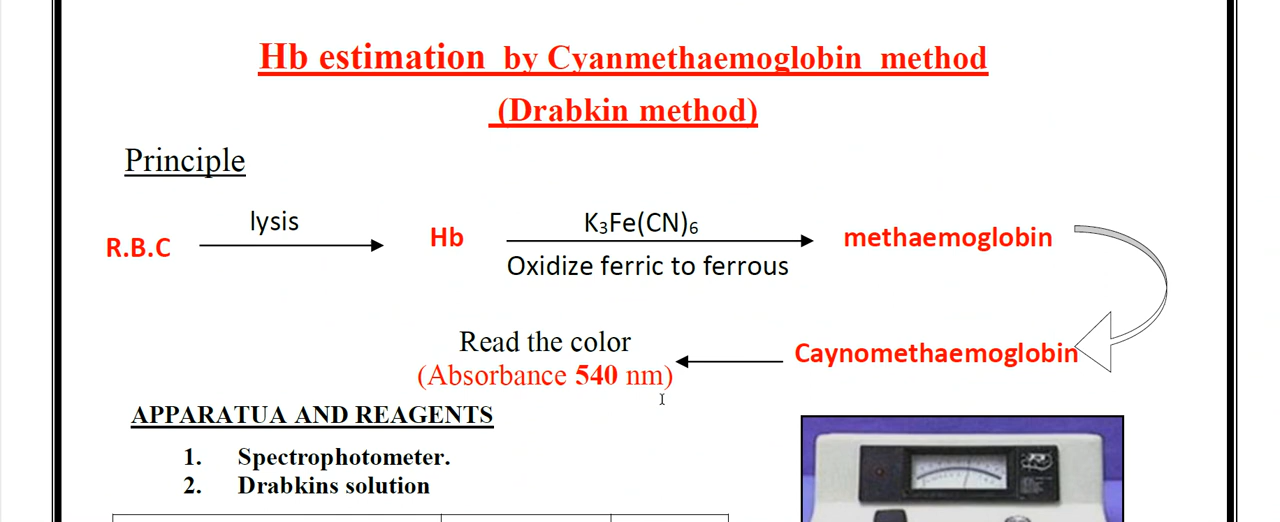 Hb estimation by Cyanmethaemoglobin method
(Drabkin method)
Principle
R.B.C
lysis
Hb
K₃Fe(CN)₆
Oxidize ferric to ferrous
methaemoglobin
Caynomethaemoglobin
Read the color
(Absorbance 540 nm)
APPARATUA AND REAGENTS
1. Spectrophotometer.
2. Drabkins solution